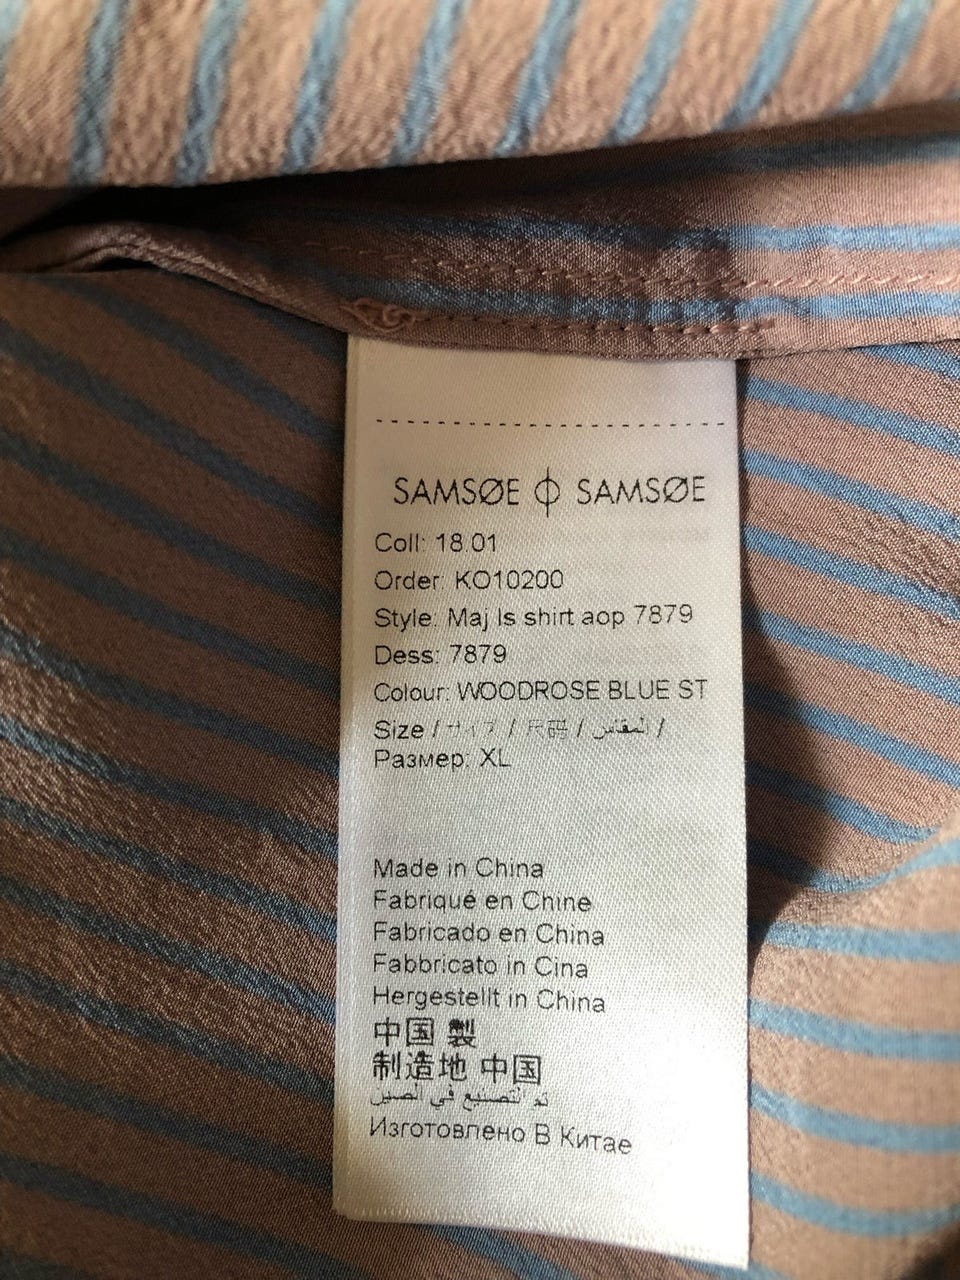 SAMSØE ϕ SAMSØE
Coll: 18.01
Order: KO10200
Style: Maj ls shirt aop 7879
Dess: 7879
Colour: WOODROSE BLUE ST
Size / サイズ / 尺码 / المقاس /
Размер: XL
Made in China
Fabriqué en Chine
Fabricado en China
Fabbricato in Cina
Hergestellt in China
中国 製
制造地 中国
تم التصنيع في الصين
Изготовлено В Китае